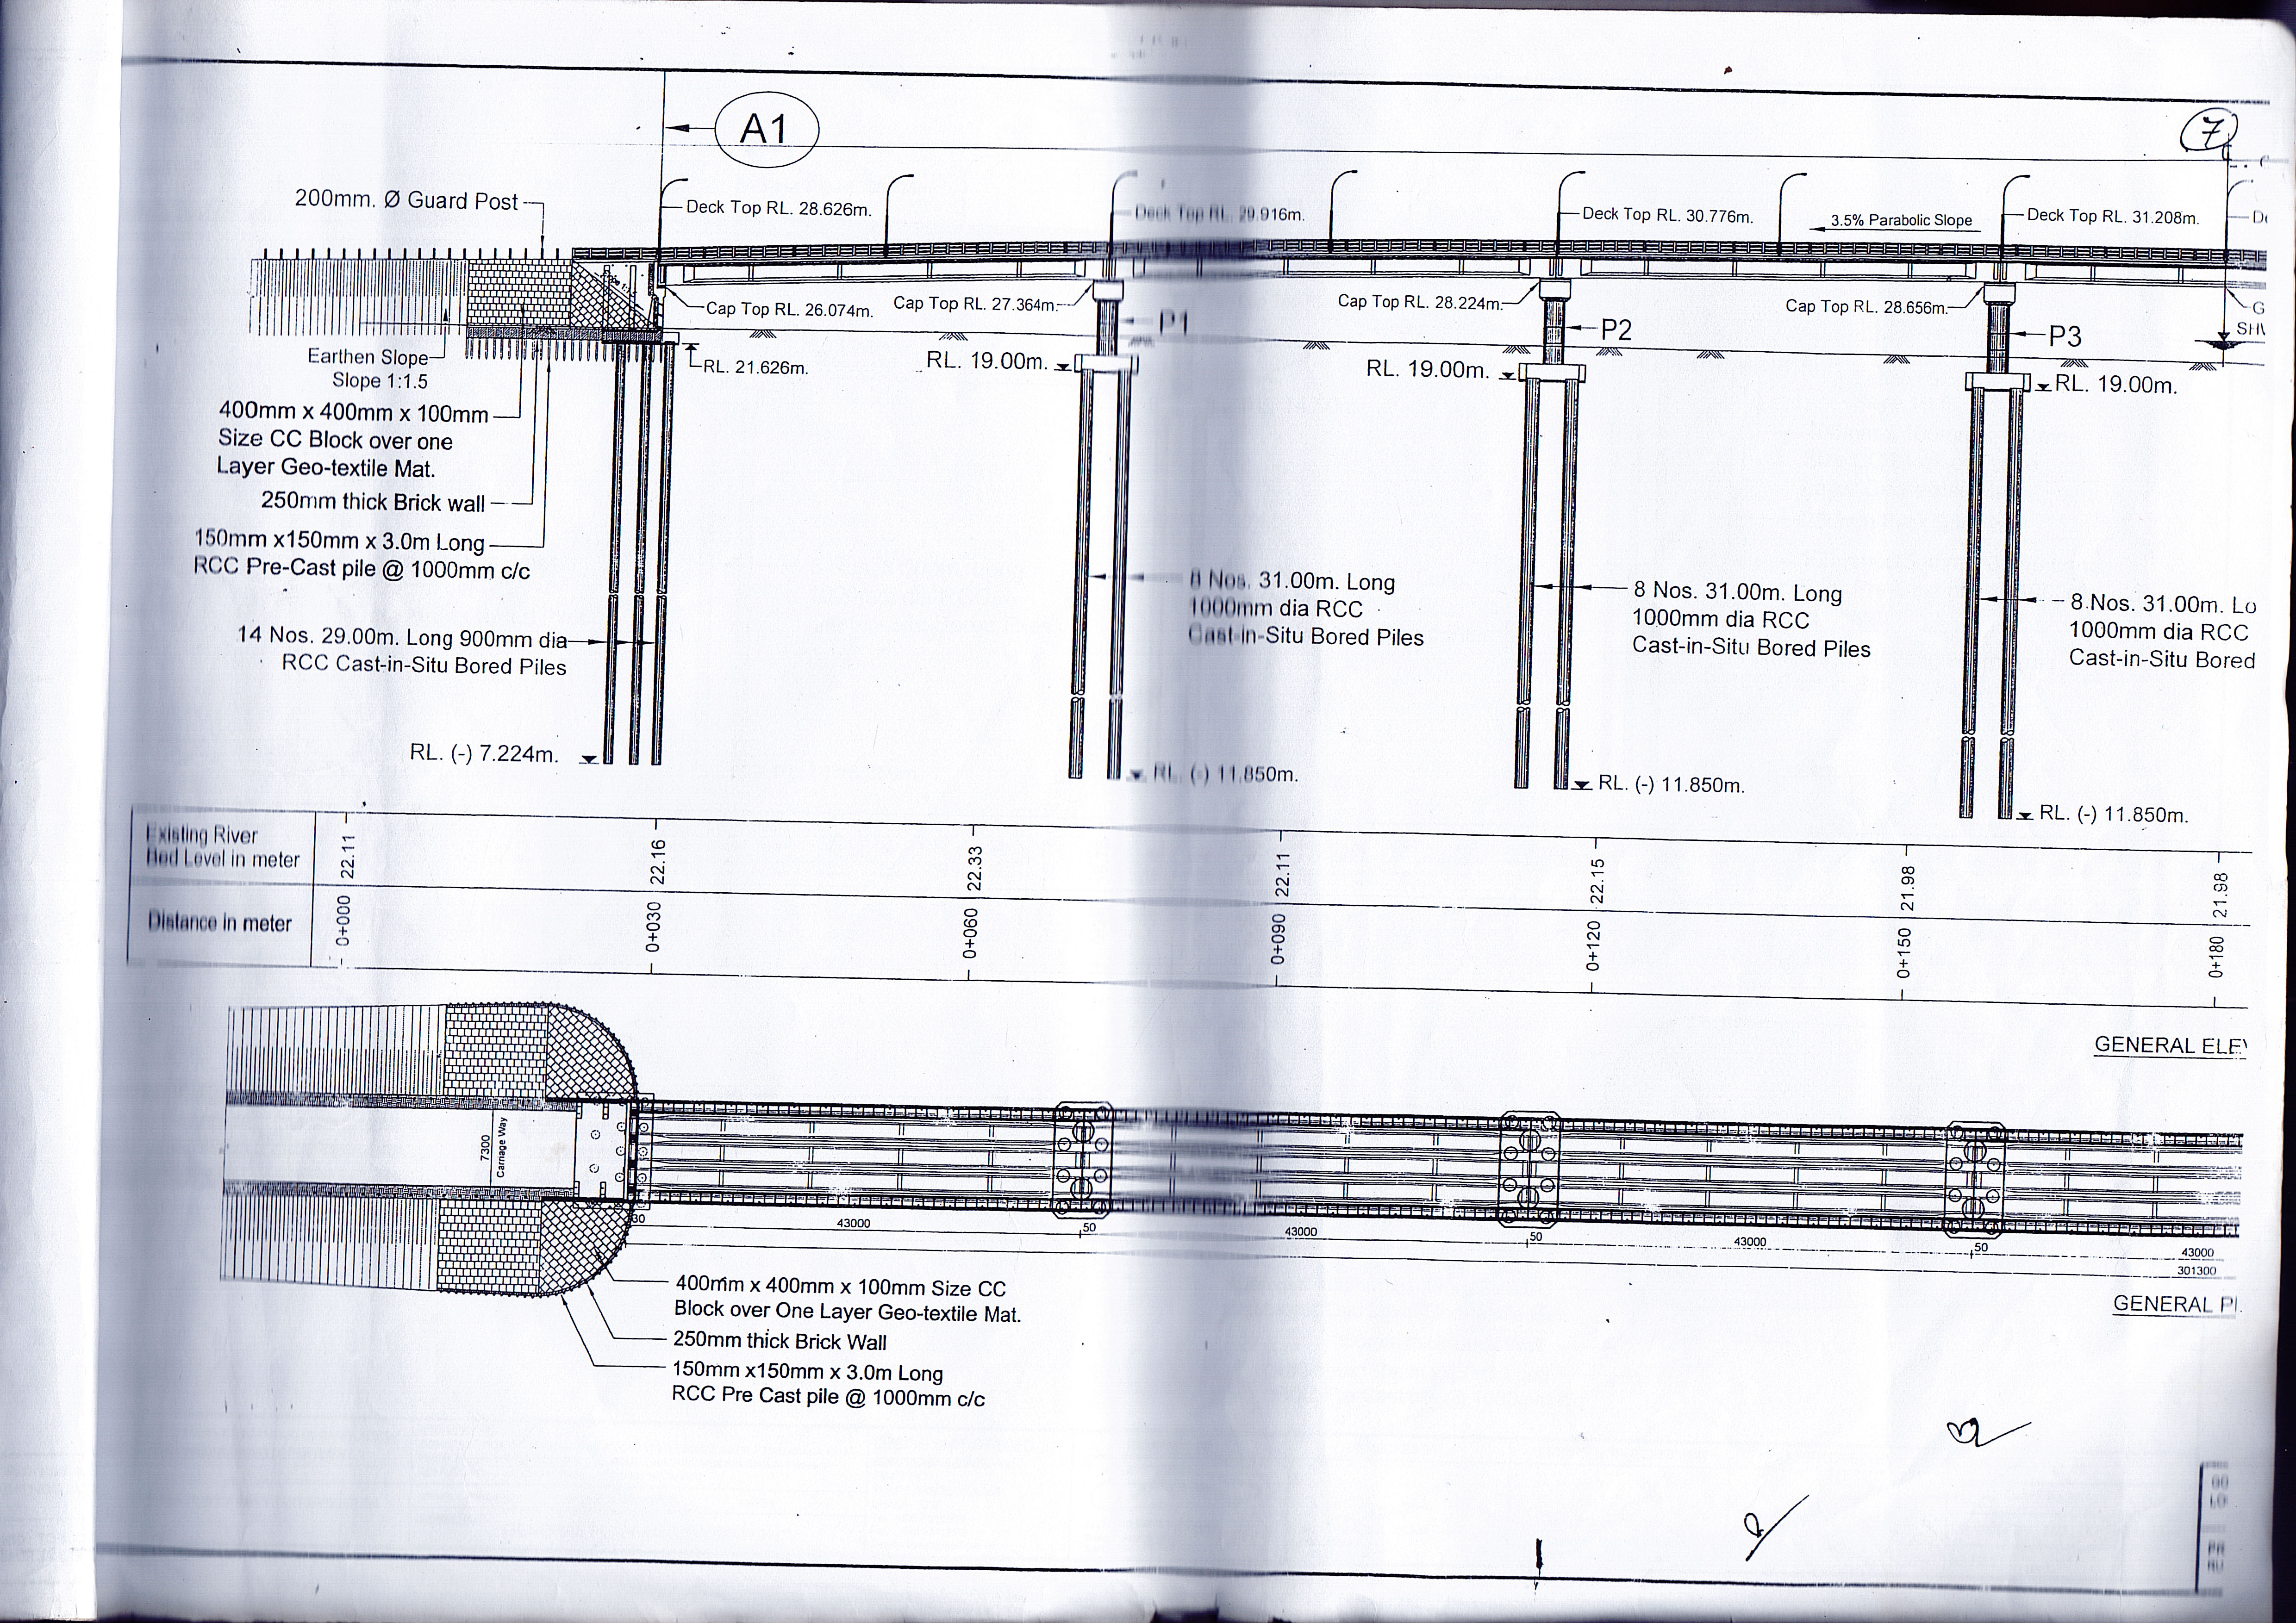 7
A1
200mm. Ø Guard Post
Deck Top RL. 28.626m.
Deck Top RL. 29.916m.
Deck Top RL. 30.776m.
3.5% Parabolic Slope
Deck Top RL. 31.208m.
Cap Top RL. 26.074m.
Cap Top RL. 27.364m.
Cap Top RL. 28.224m.
Cap Top RL. 28.656m.
P1
P2
P3
G
Earthen Slope
Slope 1:1.5
RL. 21.626m.
RL. 19.00m.
RL. 19.00m.
RL. 19.00m.
400mm x 400mm x 100mm
Size CC Block over one
Layer Geo-textile Mat.
250mm thick Brick wall
150mm x150mm x 3.0m Long
RCC Pre-Cast pile @ 1000mm c/c
14 Nos. 29.00m. Long 900mm dia
RCC Cast-in-Situ Bored Piles
8 Nos. 31.00m. Long
1000mm dia RCC
Cast-in-Situ Bored Piles
8 Nos. 31.00m. Long
1000mm dia RCC
Cast-in-Situ Bored Piles
8 Nos. 31.00m. Lo
1000mm dia RCC
Cast-in-Situ Bored
RL. (-) 7.224m.
RL. (-) 11.850m.
RL. (-) 11.850m.
RL. (-) 11.850m.
Existing River
Bed Level in meter
22.11
22.16
22.33
22.11
22.15
21.98
21.98
Distance in meter
0+000
0+030
0+060
0+090
0+120
0+150
0+180
GENERAL ELEV
7300
Carriage Way
30
43000
50
43000
50
43000
50
43000
301300
GENERAL PL
400mm x 400mm x 100mm Size CC
Block over One Layer Geo-textile Mat.
250mm thick Brick Wall
150mm x150mm x 3.0m Long
RCC Pre Cast pile @ 1000mm c/c
GO
LO
PR